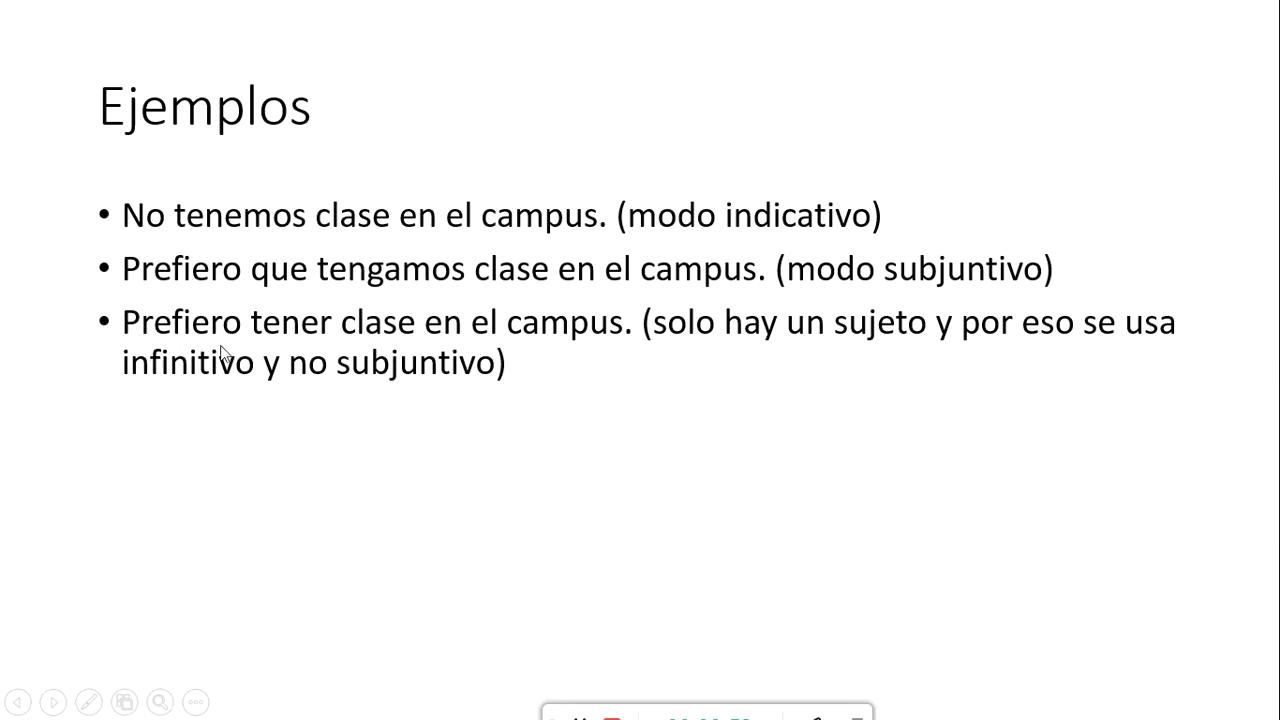 Ejemplos
• No tenemos clase en el campus. (modo indicativo)
• Prefiero que tengamos clase en el campus. (modo subjuntivo)
• Prefiero tener clase en el campus. (solo hay un sujeto y por eso se usa
infinitivo y no subjuntivo)